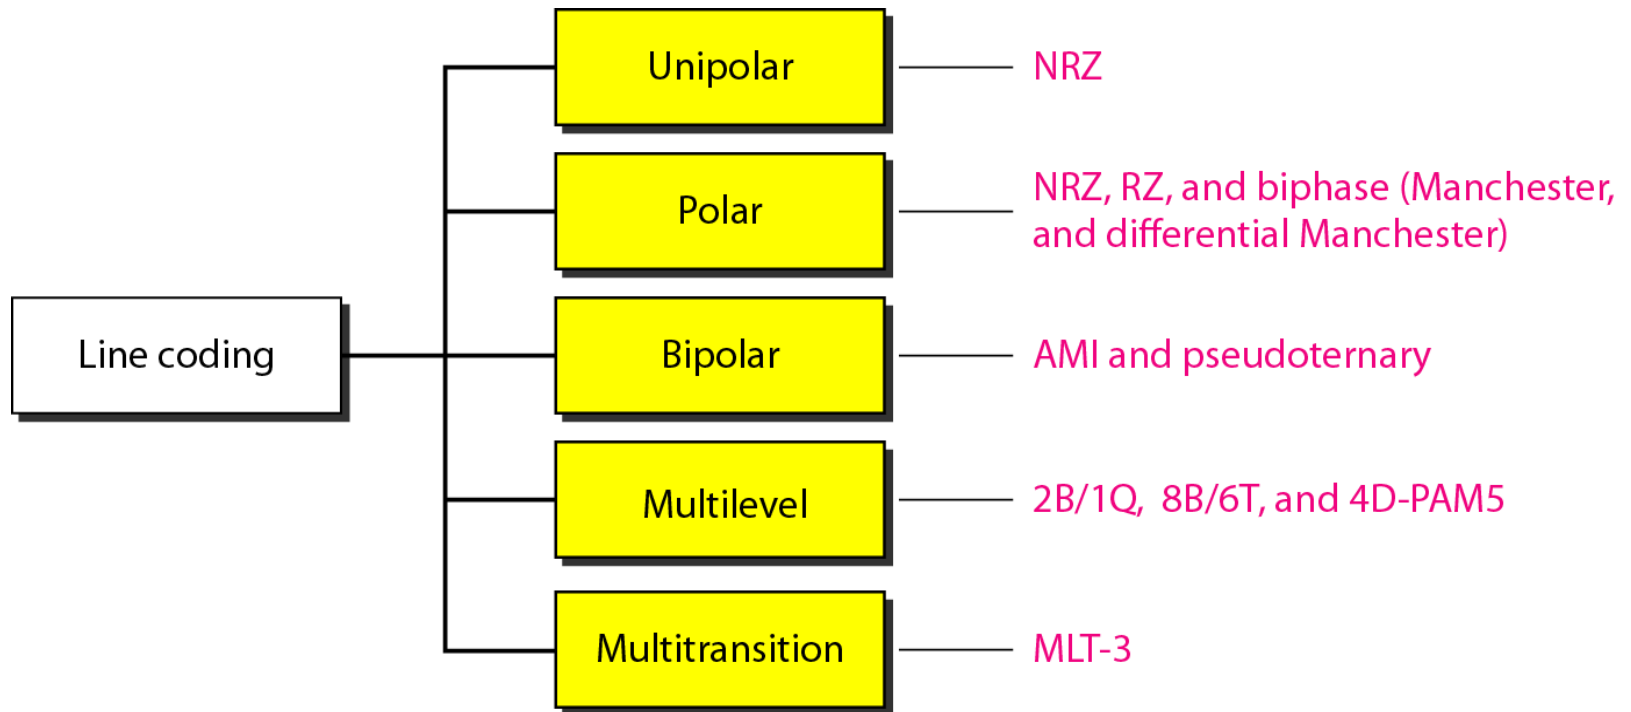 Unipolar
NRZ
Polar
NRZ, RZ, and biphase (Manchester,
and differential Manchester)
Line coding
Bipolar
AMI and pseudoternary
Multilevel
2B/1Q, 8B/6T, and 4D-PAM5
Multitransition
MLT-3